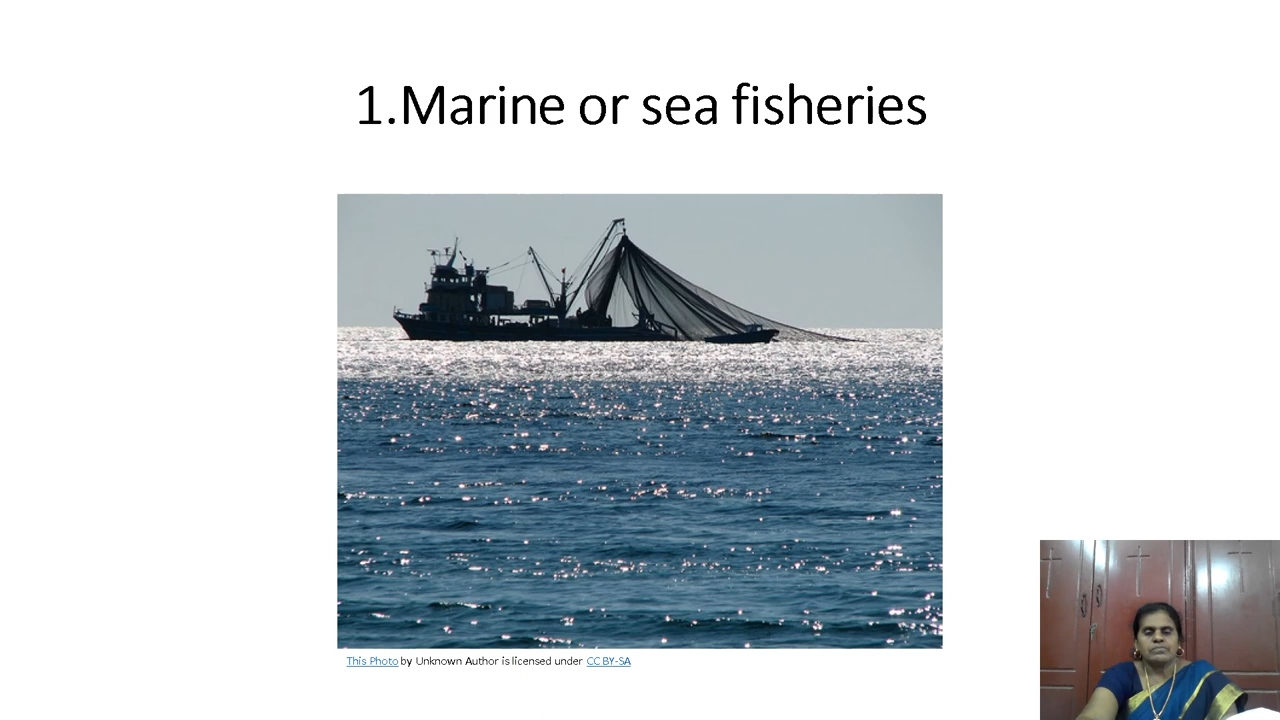 1.Marine or sea fisheries
This Photo by Unknown Author is licensed under CC BY-SA